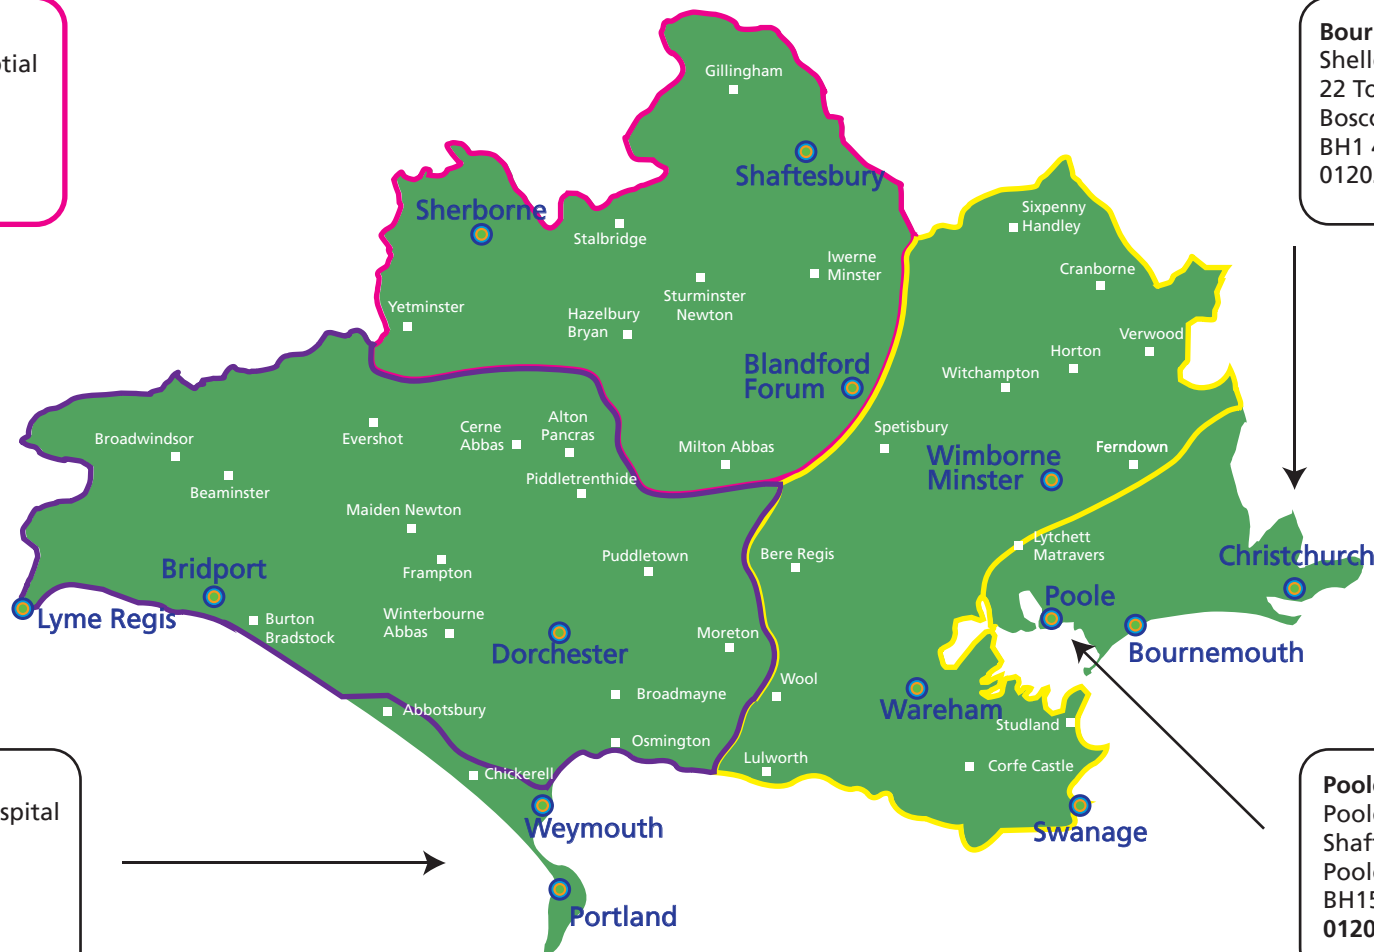 Bour
Shell
22 To
Bosco
BH1
0120
tial
Gillingham
Shaftesbury
Sherborne
Stalbridge
Sixpenny
Handley
Iwerne
Minster
Cranborne
Sturminster
Newton
Yetminster
Hazelbury
Bryan
Verwood
Horton
Witchampton
Blandford
Forum
Broadwindsor
Evershot
Cerne
Abbas
Alton
Pancras
Milton Abbas
Spetisbury
Wimborne
Minster
Ferndown
Beaminster
Piddletrenthide
Maiden Newton
Frampton
Puddletown
Bere Regis
Lytchett
Matravers
Christchurch
Bridport
Lyme Regis
Burton
Bradstock
Winterbourne
Abbas
Dorchester
Moreton
Poole
Bournemouth
Wool
Broadmayne
Wareham
Abbotsbury
Studland
Osmington
Lulworth
Corfe Castle
Chickerell
Weymouth
Swanage
Portland
spital
Poole
Poole
Shaft
Poole
BH15
0120